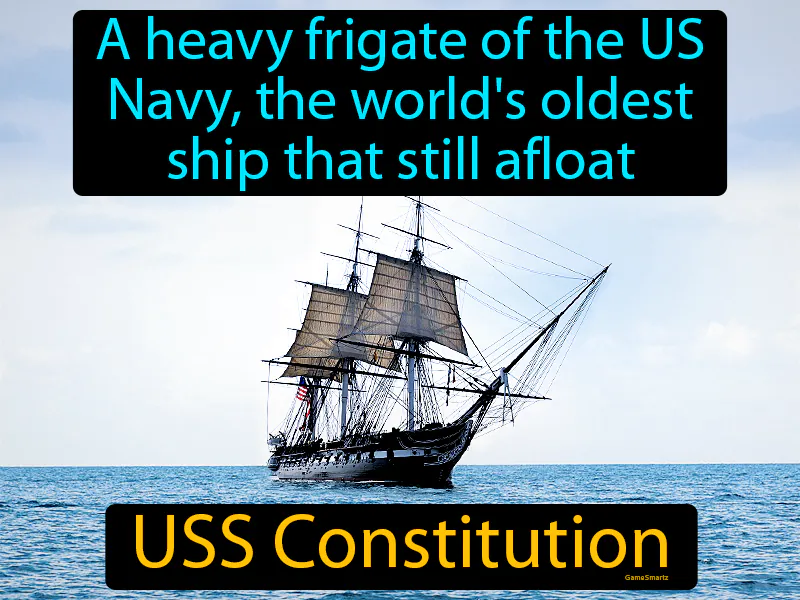 A heavy frigate of the US
Navy, the world's oldest
ship that still afloat
USS Constitution
GameSmartz